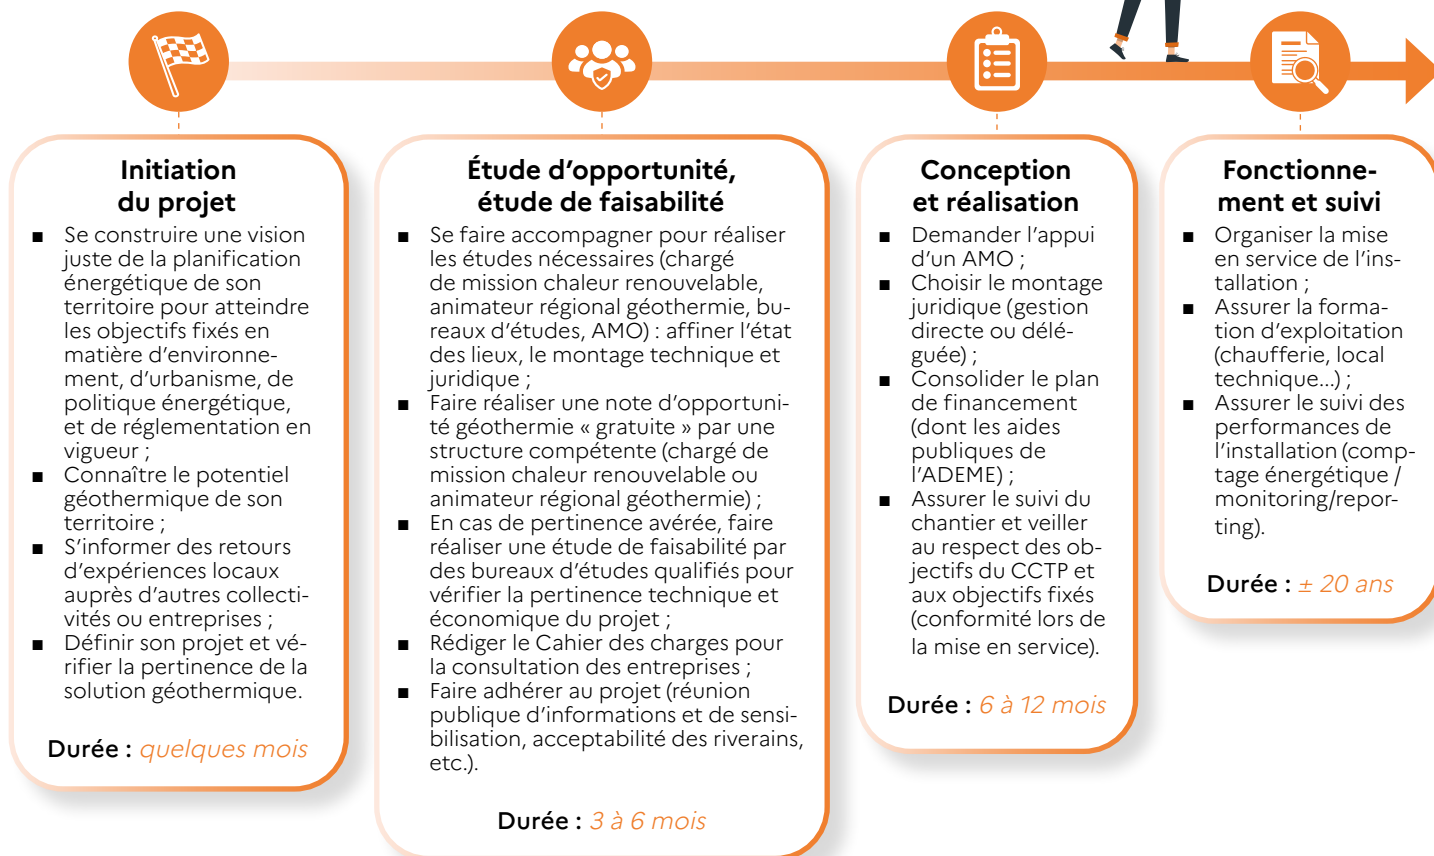 Initiation
du projet
■ Se construire une vision
juste de la planification
énergétique de son
territoire pour atteindre
les objectifs fixés en
matière d'environne-
ment, d'urbanisme, de
politique énergétique,
et de réglementation en
vigueur ;
■ Connaître le potentiel
géothermique de son
territoire ;
■ S'informer des retours
d'expériences locaux
auprès d'autres collecti-
vités ou entreprises ;
■ Définir son projet et vé-
rifier la pertinence de la
solution géothermique.
Durée : quelques mois
Étude d'opportunité,
étude de faisabilité
■ Se faire accompagner pour réaliser
les études nécessaires (chargé
de mission chaleur renouvelable,
animateur régional géothermie, bu-
reaux d'études, AMO) : affiner l'état
des lieux, le montage technique et
juridique ;
■ Faire réaliser une note d'opportuni-
té géothermie « gratuite » par une
structure compétente (chargé de
mission chaleur renouvelable ou
animateur régional géothermie) ;
■ En cas de pertinence avérée, faire
réaliser une étude de faisabilité par
des bureaux d'études qualifiés pour
vérifier la pertinence technique et
économique du projet ;
■ Rédiger le Cahier des charges pour
la consultation des entreprises ;
■ Faire adhérer au projet (réunion
publique d'informations et de sensi-
bilisation, acceptabilité des riverains,
etc.).
Durée : 3 à 6 mois
Conception
et réalisation
■ Demander l'appui
d'un AMO ;
■ Choisir le montage
juridique (gestion
directe ou délé-
guée) ;
■ Consolider le plan
de financement
(dont les aides
publiques de
l'ADEME) ;
■ Assurer le suivi du
chantier et veiller
au respect des ob-
jectifs du CCTP et
aux objectifs fixés
(conformité lors de
la mise en service).
Durée : 6 à 12 mois
Fonctionne-
ment et suivi
■ Organiser la mise
en service de l'ins-
tallation ;
■ Assurer la forma-
tion d'exploitation
(chaufferie, local
technique...) ;
■ Assurer le suivi des
performances de
l'installation (comp-
tage énergétique /
monitoring/repor-
ting).
Durée : ± 20 ans